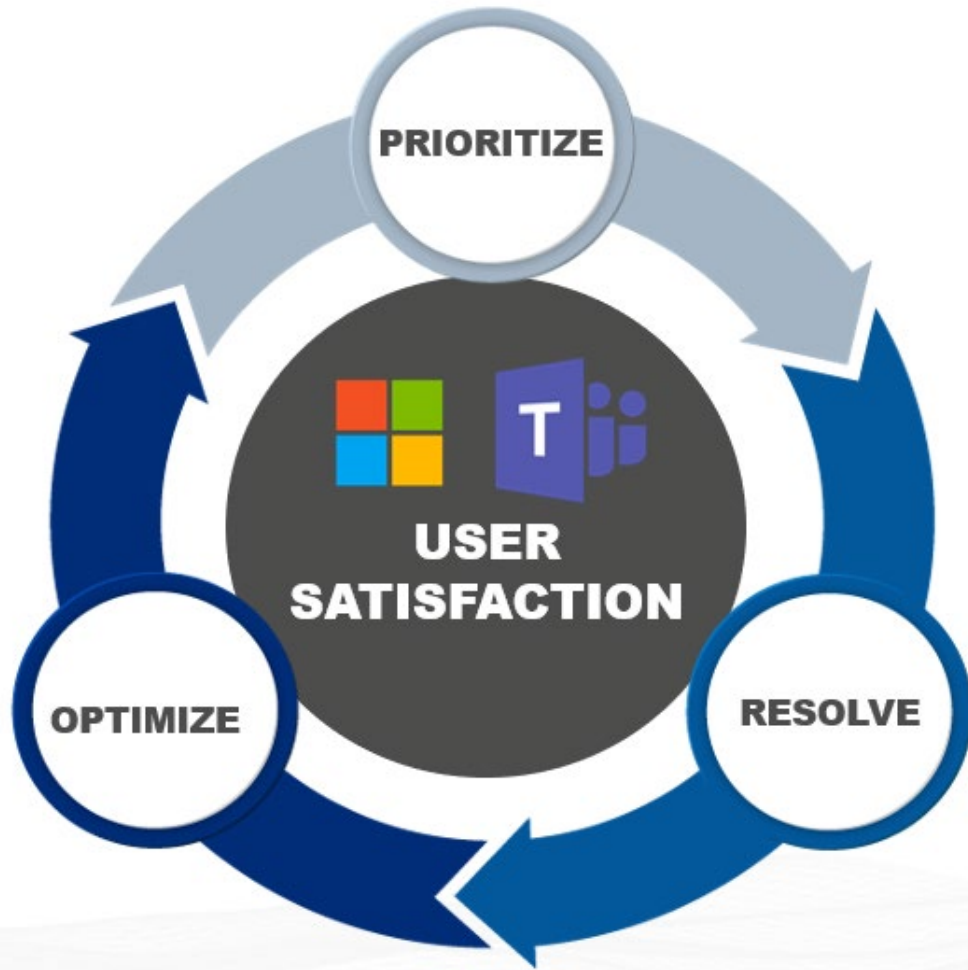 PRIORITIZE
T
USER
SATISFACTION
OPTIMIZE
RESOLVE